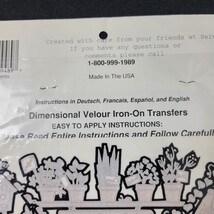 Created with care from your friends at
if you have any questions or
comments please call
1-800-999-1989
Made In The USA
Instructions in Deutsch, Francais, Español, and English
Dimensional Velour Iron-On Transfers
EASY TO APPLY INSTRUCTIONS:
Read Entire Instructions and Follow Carefull